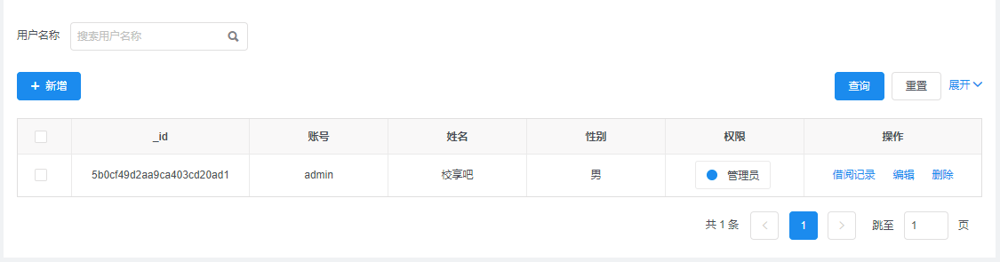 用户名称 搜索用户名称
+ 新增 查询 重置 展开
_id 账号 姓名 性别 权限 操作
5b0cf49d2aa9ca403cd20ad1 admin 校享吧 男 管理员 借阅记录 编辑 删除
共 1 条 1 跳至 1 页